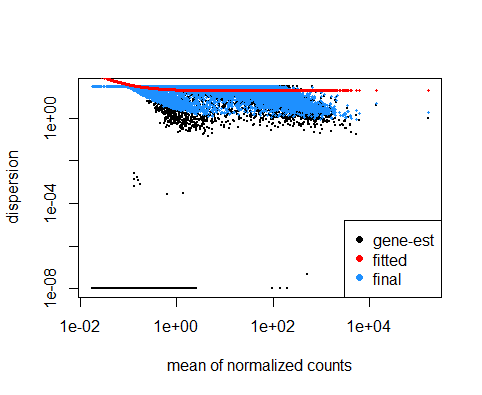 dispersion
1e+00
1e-04
1e-08
gene-est
fitted
final
1e-02
1e+00
1e+02
1e+04
mean of normalized counts